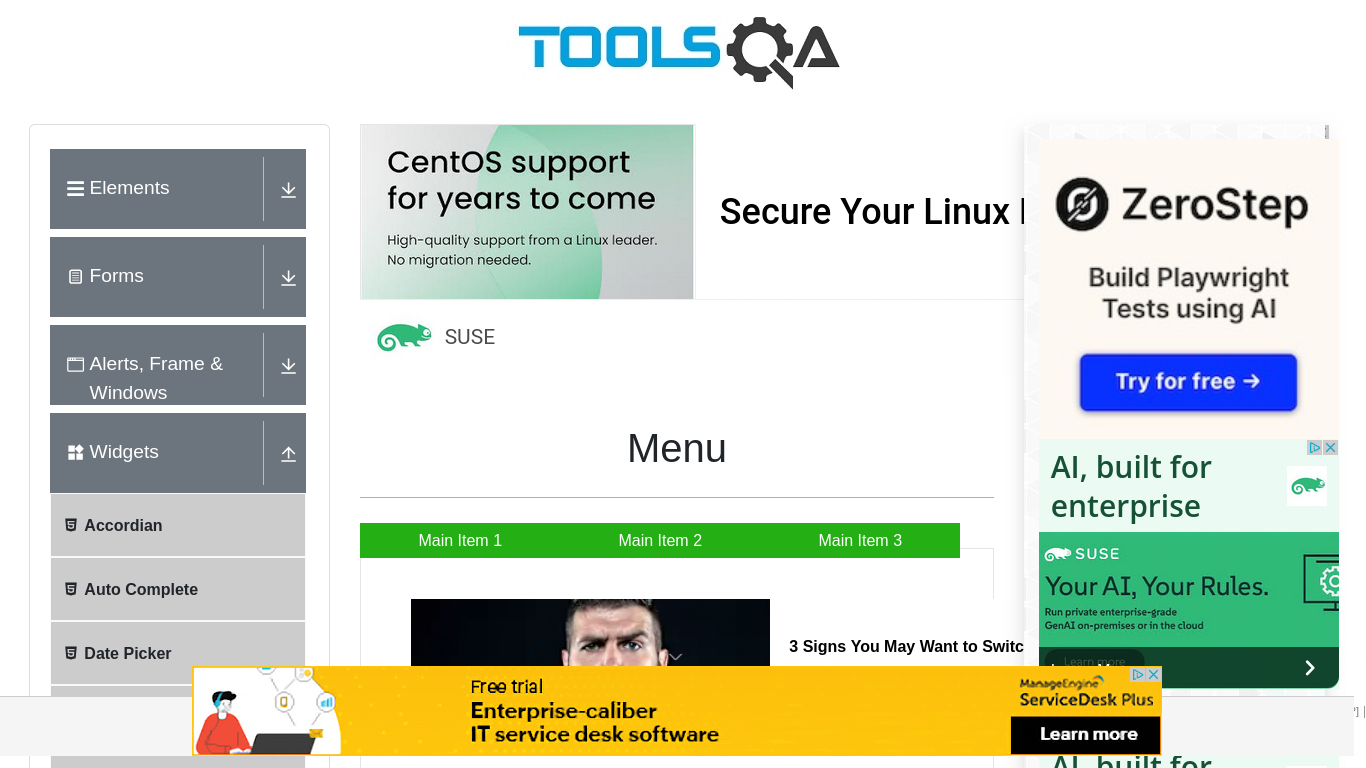 TOOLSQA
Elements
Forms
Alerts, Frame &
Windows
Widgets
Accordian
Auto Complete
Date Picker
CentOS support
for years to come
High-quality support from a Linux leader.
No migration needed.
Secure Your Linux
SUSE
Menu
Main Item 1
Main Item 2
Main Item 3
3 Signs You May Want to Switc
ZeroStep
Build Playwright
Tests using AI
Try for free →
AI, built for
enterprise
SUSE
Your AI, Your Rules.
Run private enterprise-grade
GenAI on-premises or in the cloud
Learn more
AI, built for
Free trial
Enterprise-caliber
IT service desk software
ManageEngine
ServiceDesk Plus
Learn more